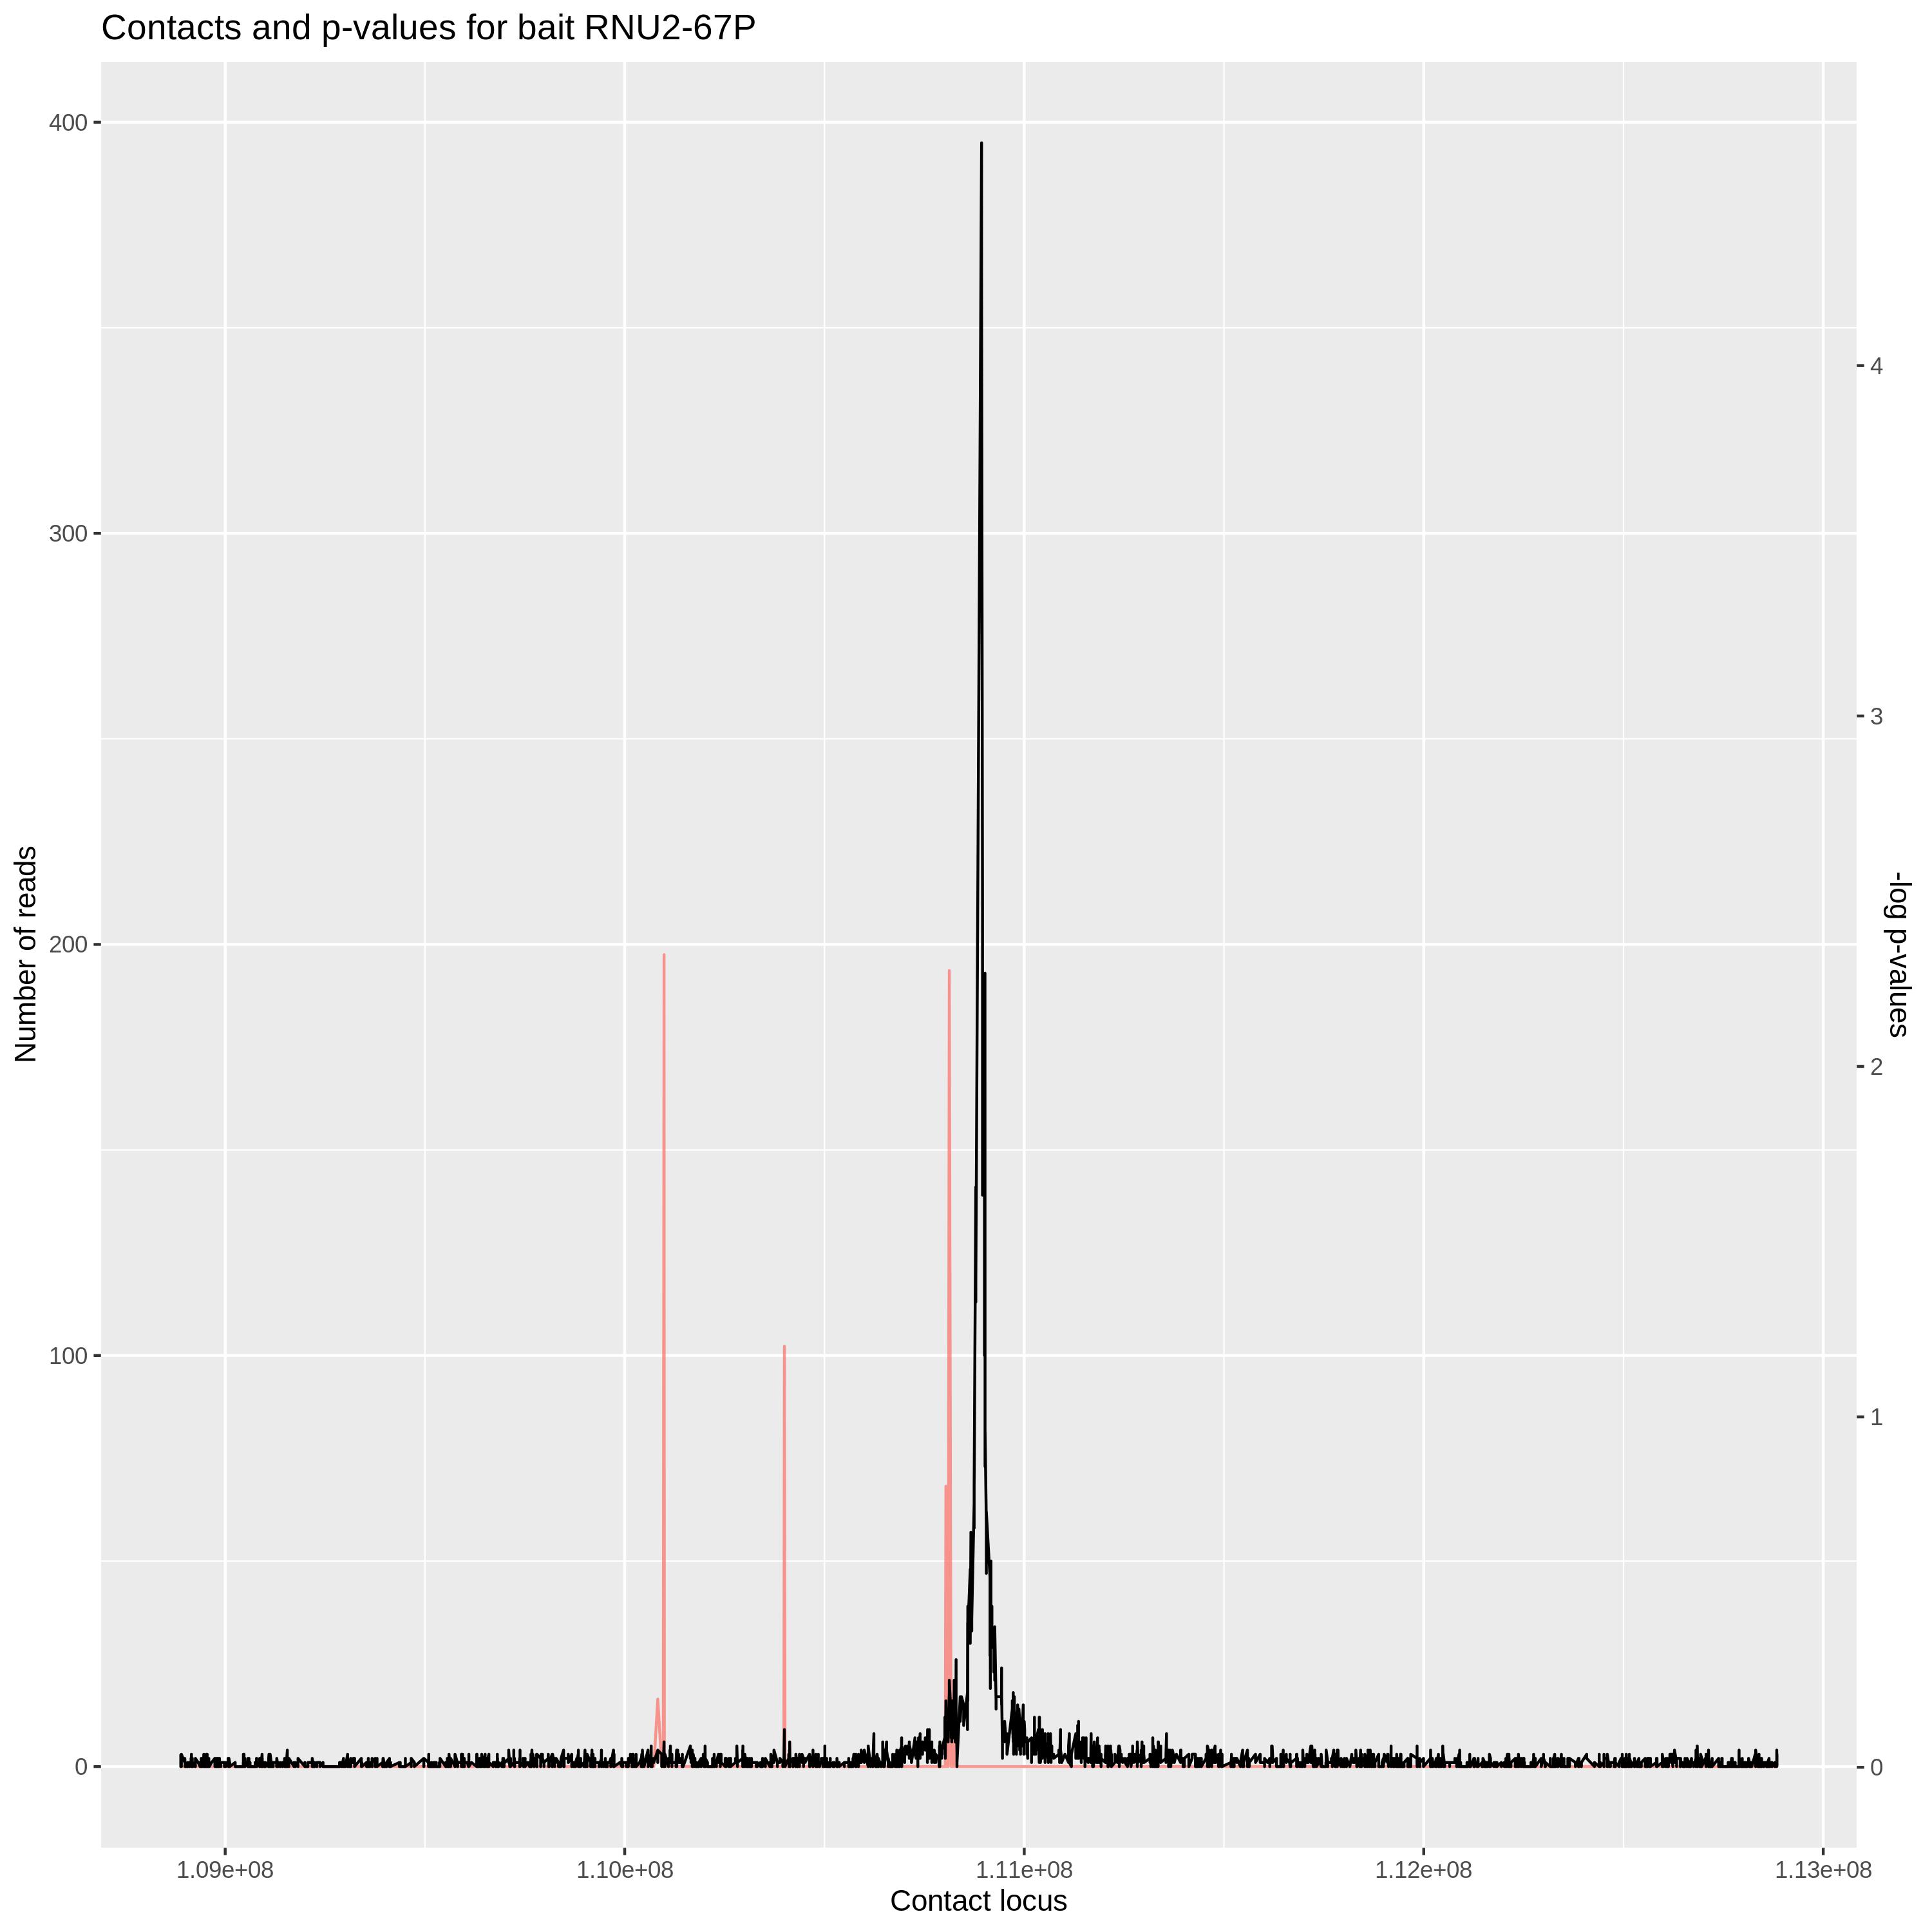 Contacts and p-values for bait RNU2-67P
400
300
200
100
0
Number of reads
4
3
2
1
0
-log p-values
1.09e+08 1.10e+08 1.11e+08 1.12e+08 1.13e+08
Contact locus